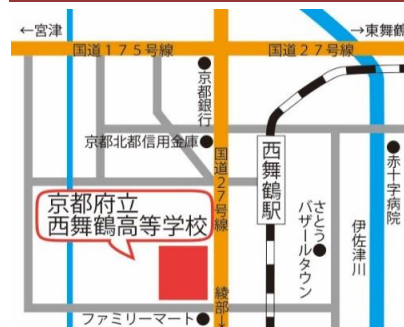 ←宮津
→東舞鶴
国道175号線
国道27号線
京都銀行
京都北都信用金庫
国道27号線
西舞鶴駅
赤十字病院
京都府立
西舞鶴高等学校
さとう
バザールタウン
伊佐津川
綾部→
ファミリーマート